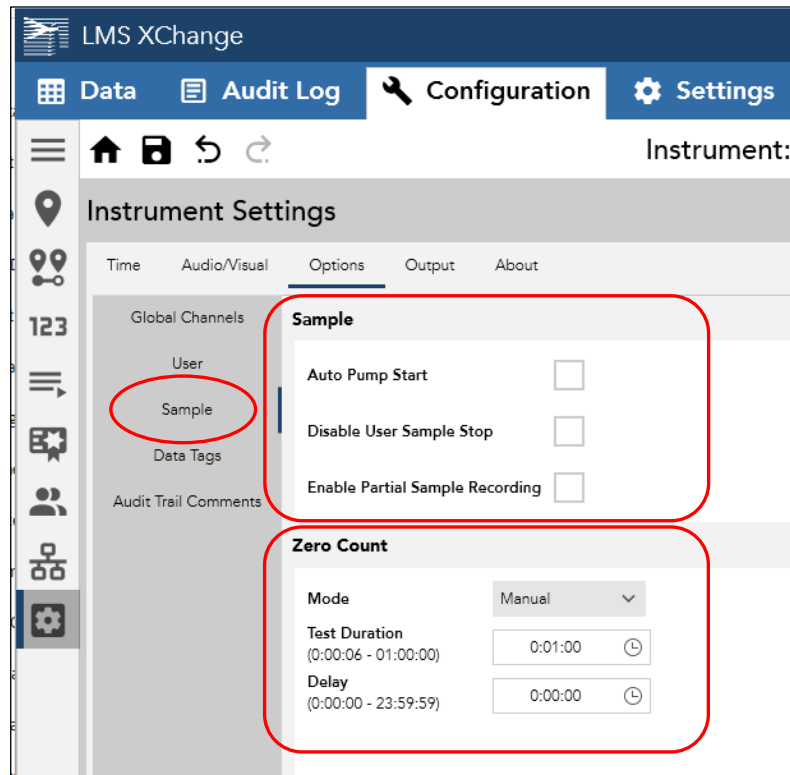 LMS XChange
Data Audit Log Configuration Settings
Instrument:
Instrument Settings
Time Audio/Visual Options Output About
Global Channels
User
Sample
Data Tags
Audit Trail Comments
Sample
Auto Pump Start
Disable User Sample Stop
Enable Partial Sample Recording
Zero Count
Mode Manual
Test Duration
(0:00:06 - 01:00:00) 0:01:00
Delay
(0:00:00 - 23:59:59) 0:00:00
123